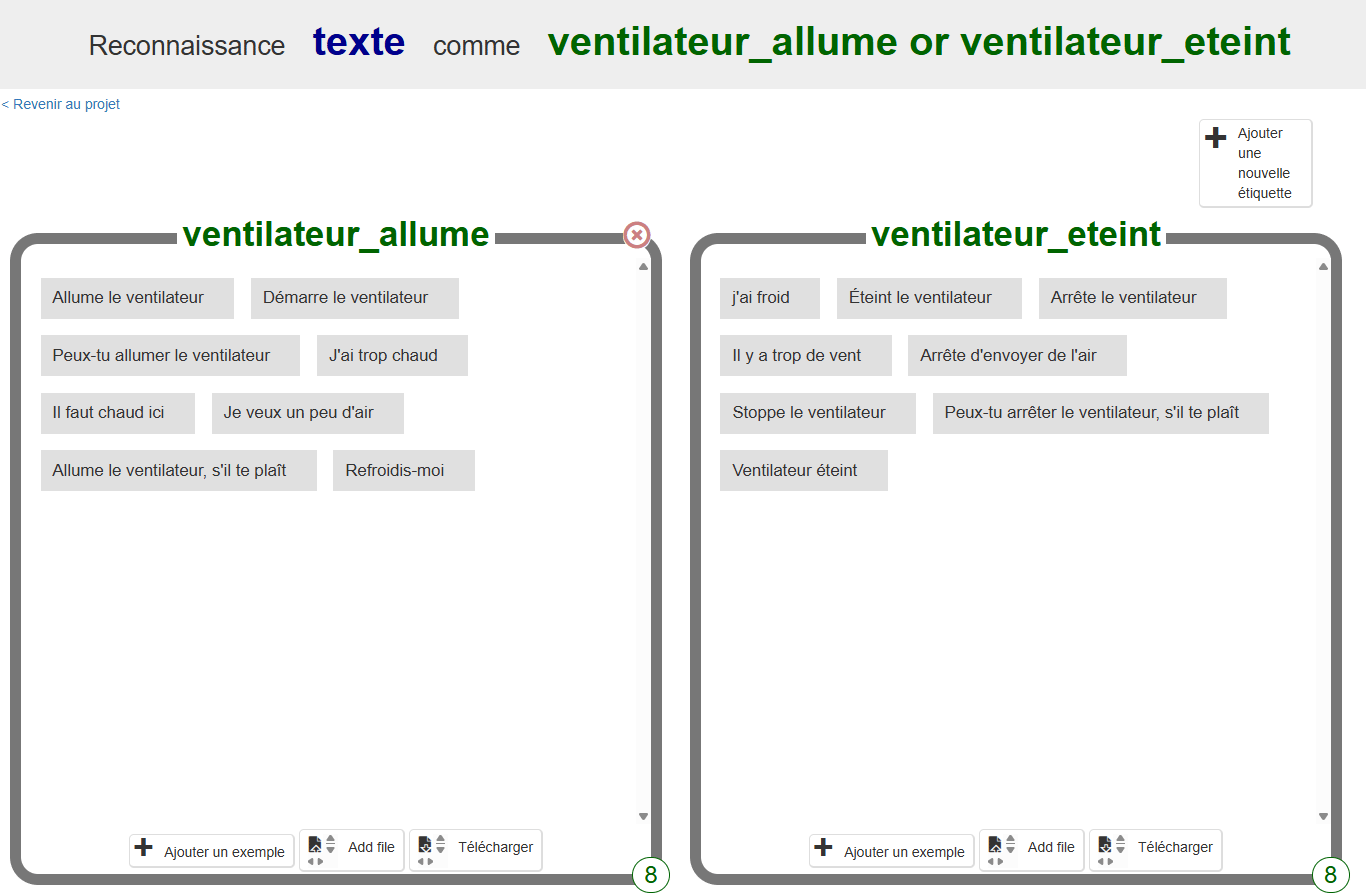 Reconnaissance texte comme ventilateur_allume or ventilateur_eteint
< Revenir au projet
Ajouter
une
nouvelle
étiquette
ventilateur_allume
Allume le ventilateur Démarre le ventilateur
Peux-tu allumer le ventilateur J'ai trop chaud
Il faut chaud ici Je veux un peu d'air
Allume le ventilateur, s'il te plaît Refroidis-moi
Ajouter un exemple Add file Télécharger
8
ventilateur_eteint
j'ai froid Éteint le ventilateur Arrête le ventilateur
Il y a trop de vent Arrête d'envoyer de l'air
Stoppe le ventilateur Peux-tu arrêter le ventilateur, s'il te plaît
Ventilateur éteint
Ajouter un exemple Add file Télécharger
8